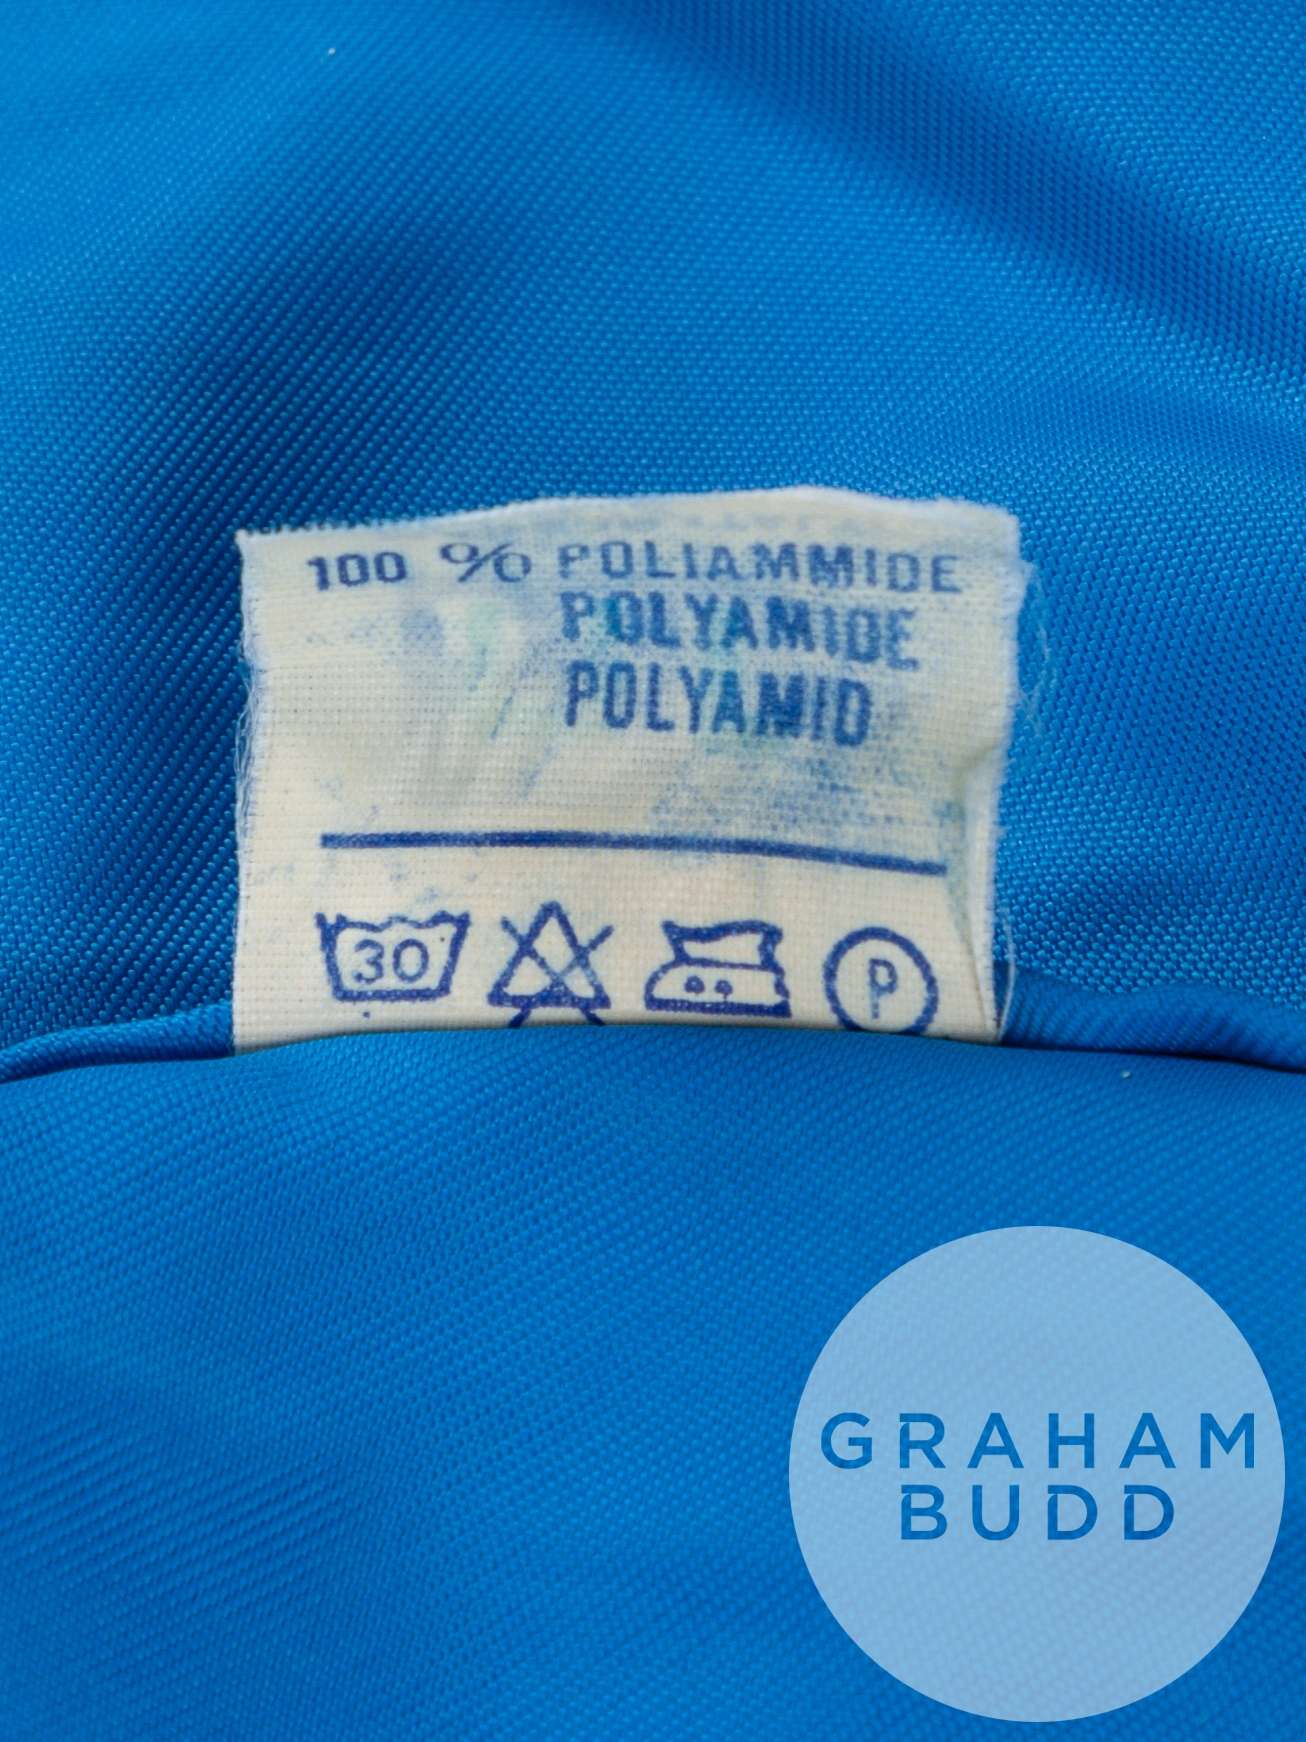 100 % POLIAMMIDE
POLYAMIDE
POLYAMID
30
P
GRAHAM
BUDD